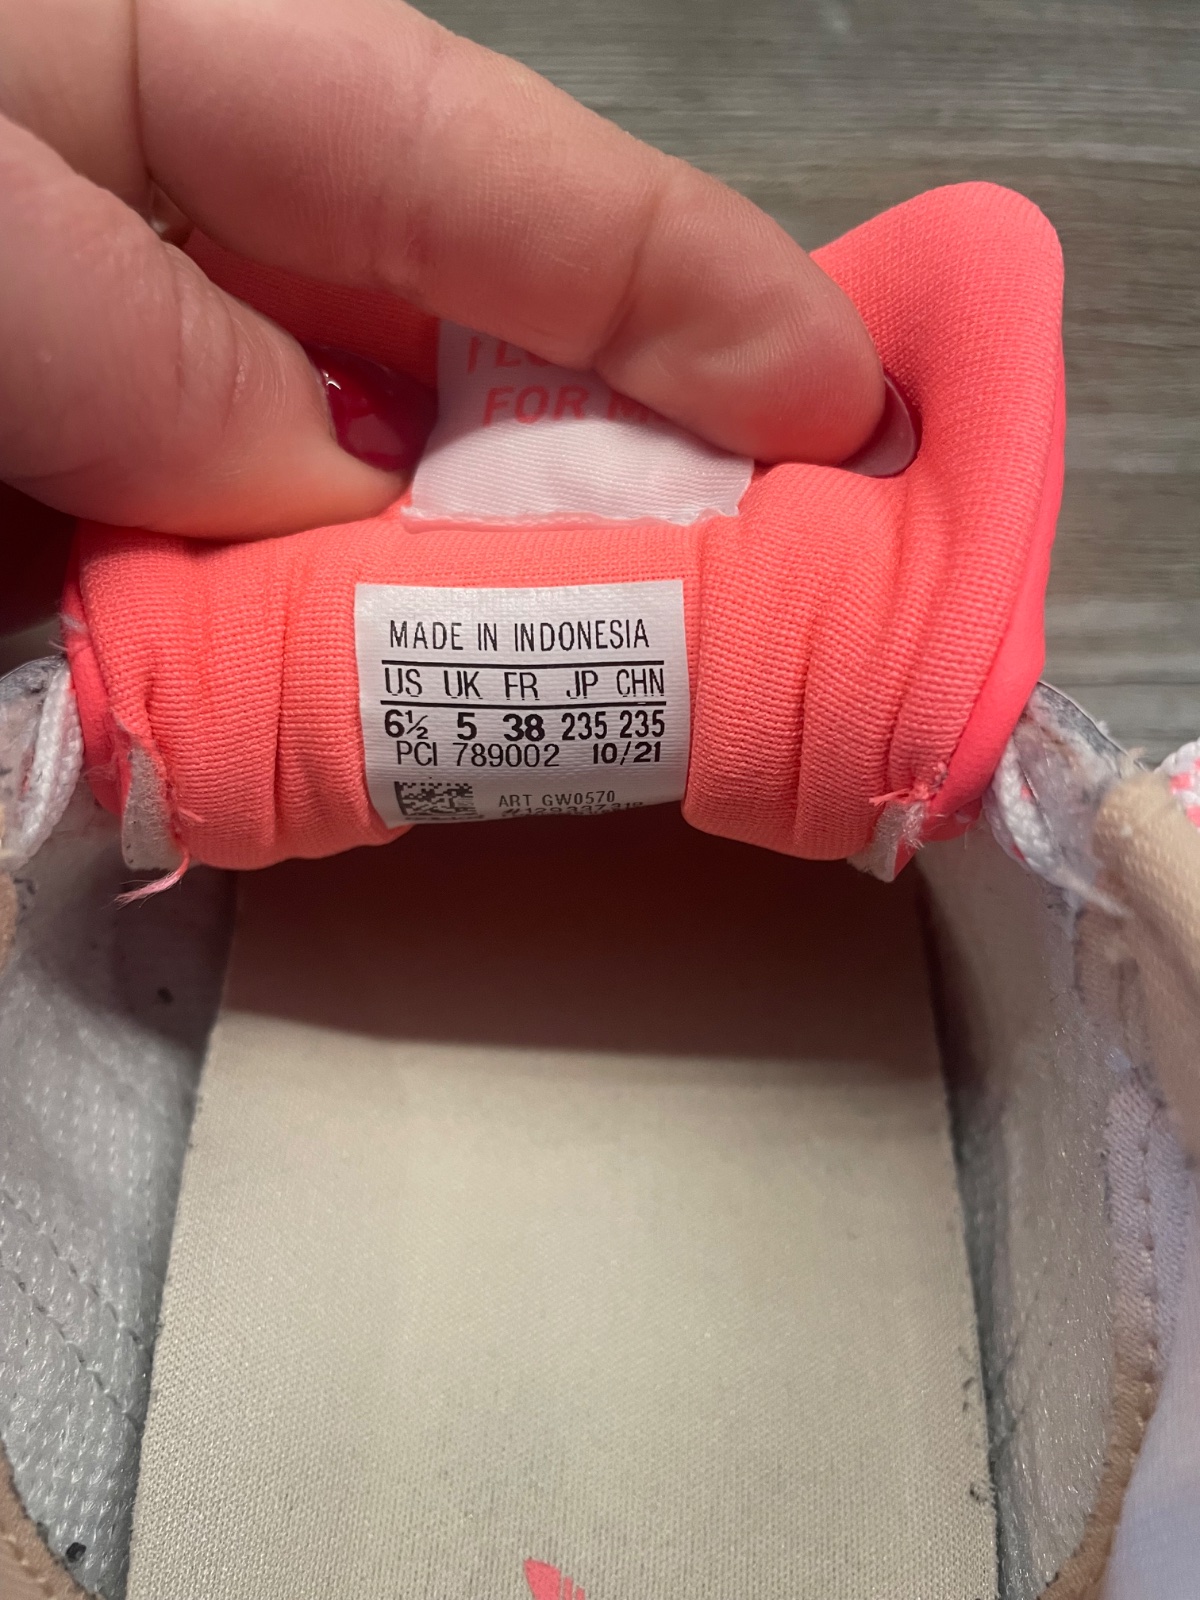 FOR
MADE IN INDONESIA
US UK FR JP CHN
6½ 5 38 235 235
PCI 789002 10/21
ART GW0570